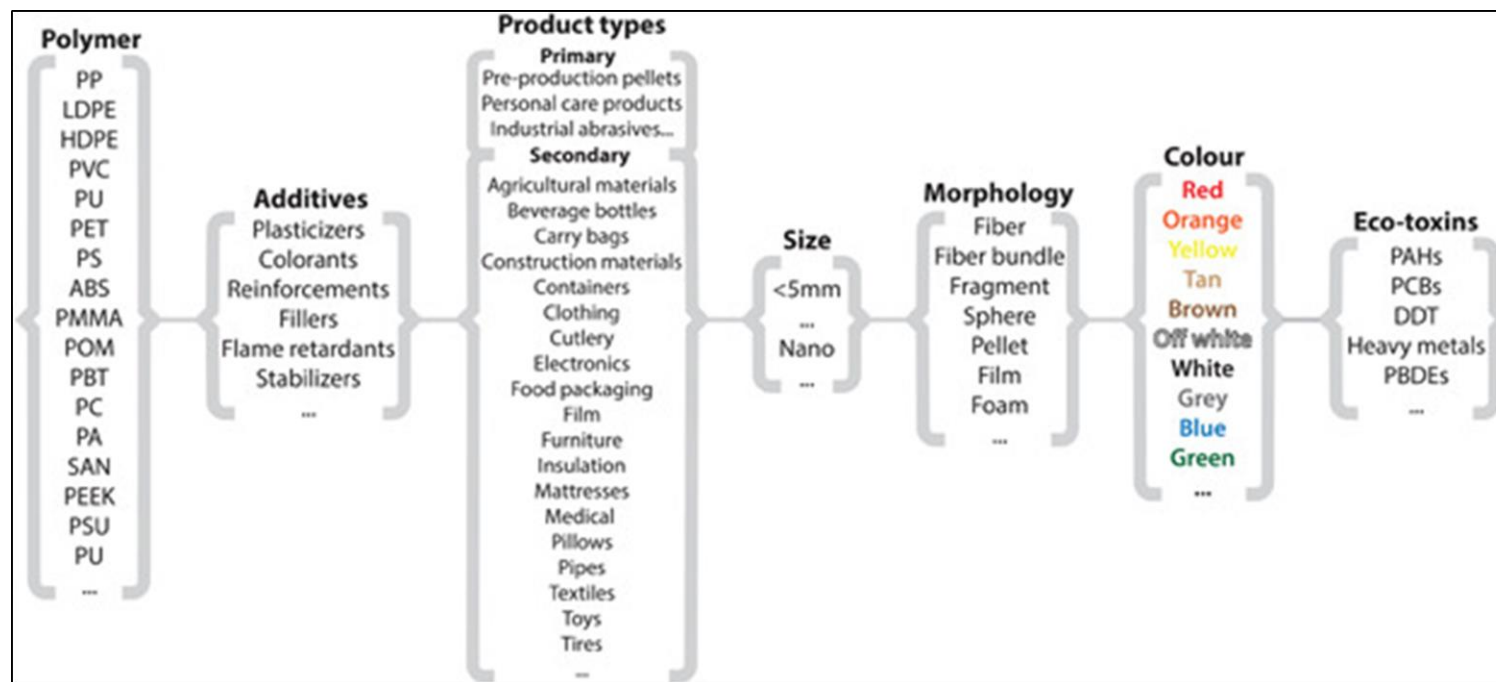 Polymer
PP
LDPE
HDPE
PVC
PU
PET
PS
ABS
PMMA
POM
PBT
PC
PA
SAN
PEEK
PSU
PU
...
Additives
Plasticizers
Colorants
Reinforcements
Fillers
Flame retardants
Stabilizers
...
Product types
Primary
Pre-production pellets
Personal care products
Industrial abrasives...
Secondary
Agricultural materials
Beverage bottles
Carry bags
Construction materials
Containers
Clothing
Cutlery
Electronics
Food packaging
Film
Furniture
Insulation
Mattresses
Medical
Pillows
Pipes
Textiles
Toys
Tires
...
Size
<5mm
...
Nano
...
Morphology
Fiber
Fiber bundle
Fragment
Sphere
Pellet
Film
Foam
...
Colour
Red
Orange
Yellow
Tan
Brown
Off white
White
Grey
Blue
Green
...
Eco-toxins
PAHs
PCBs
DDT
Heavy metals
PBDEs
...